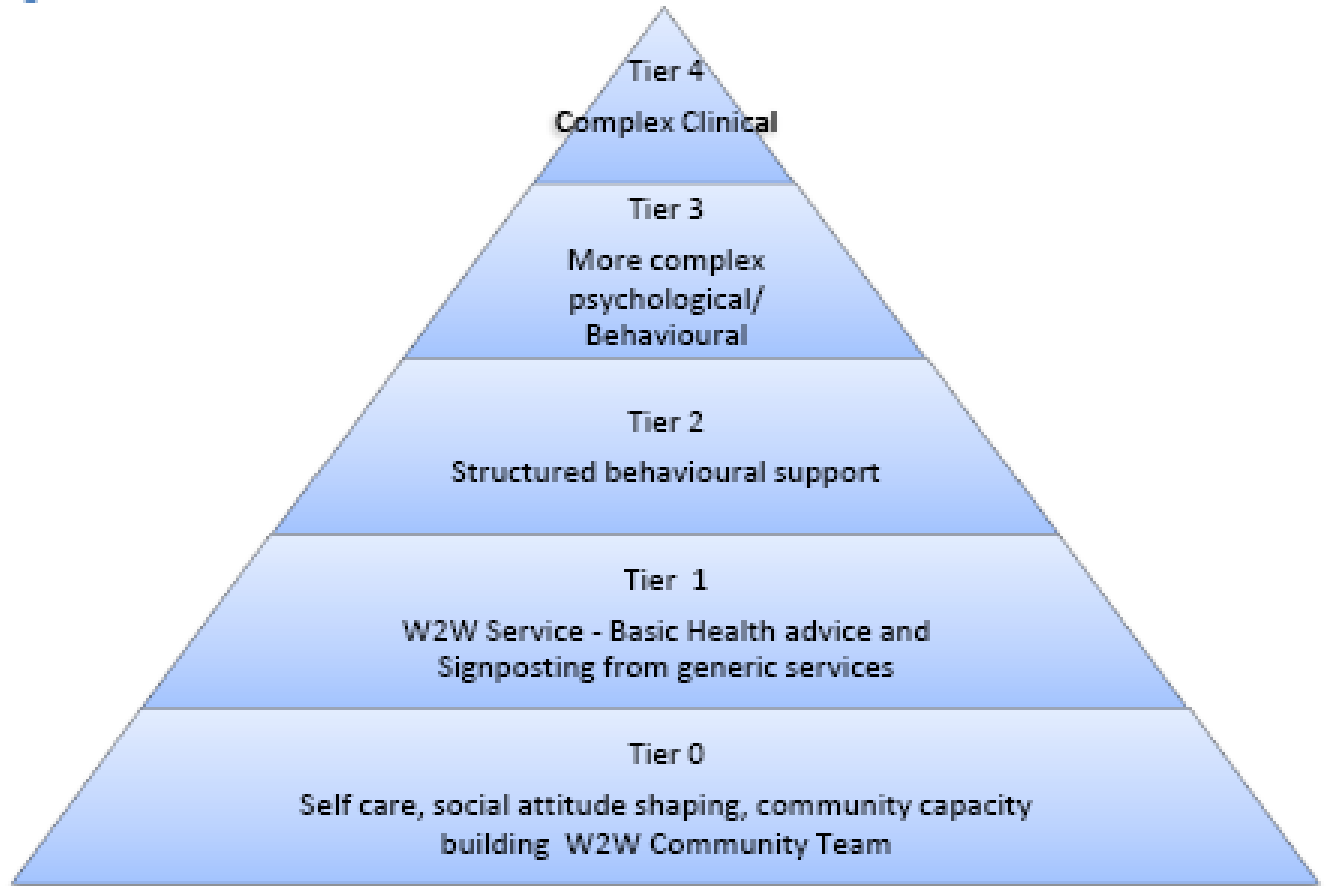 Tier 4
Complex Clinical
Tier 3
More complex
psychological/
Behavioural
Tier 2
Structured behavioural support
Tier 1
W2W Service - Basic Health advice and
Signposting from generic services
Tier 0
Self care, social attitude shaping, community capacity
building W2W Community Team